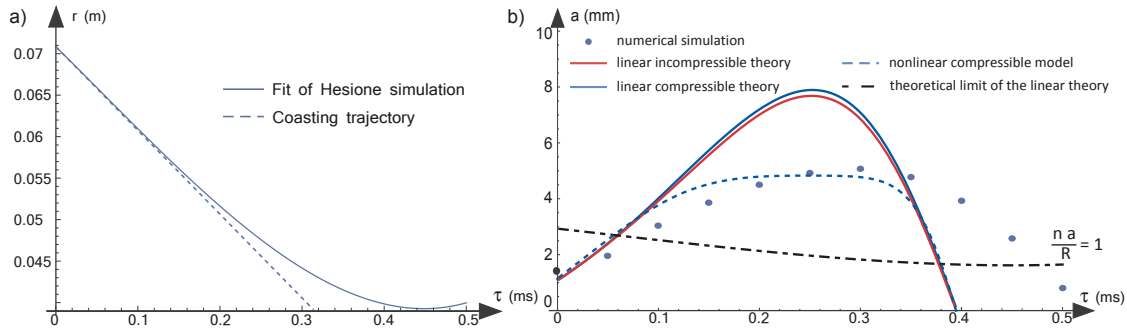 a)
r (m)
0.07
0.065
0.06
0.055
0.05
0.045
Fit of Hesione simulation
Coasting trajectory
0 0.1 0.2 0.3 0.4 0.5
τ (ms)
b)
a (mm)
10
8
6
4
2
0
numerical simulation
linear incompressible theory
linear compressible theory
nonlinear compressible model
theoretical limit of the linear theory
n a
R
= 1
0 0.1 0.2 0.3 0.4 0.5
τ (ms)